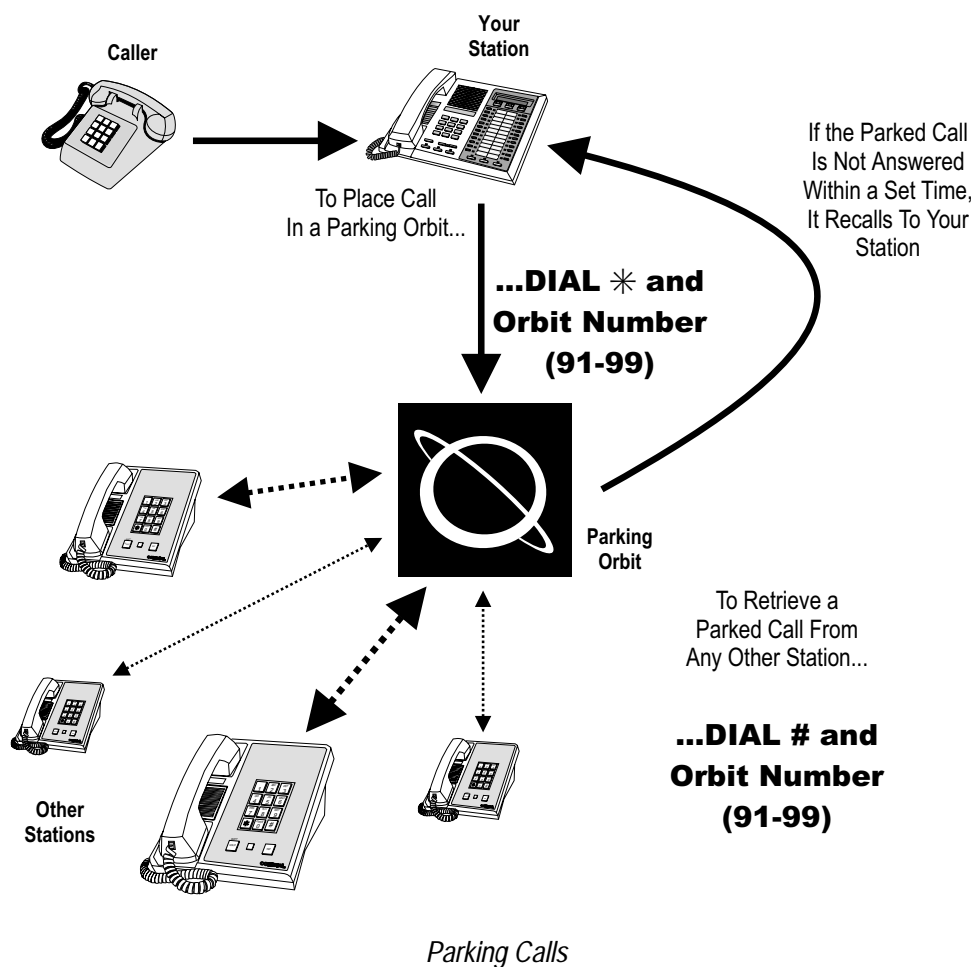 Caller
Your
Station
If the Parked Call
Is Not Answered
Within a Set Time,
It Recalls To Your
Station
To Place Call
In a Parking Orbit...
...DIAL ✳ and
Orbit Number
(91-99)
Parking
Orbit
To Retrieve a
Parked Call From
Any Other Station...
...DIAL # and
Orbit Number
(91-99)
Other
Stations
Parking Calls